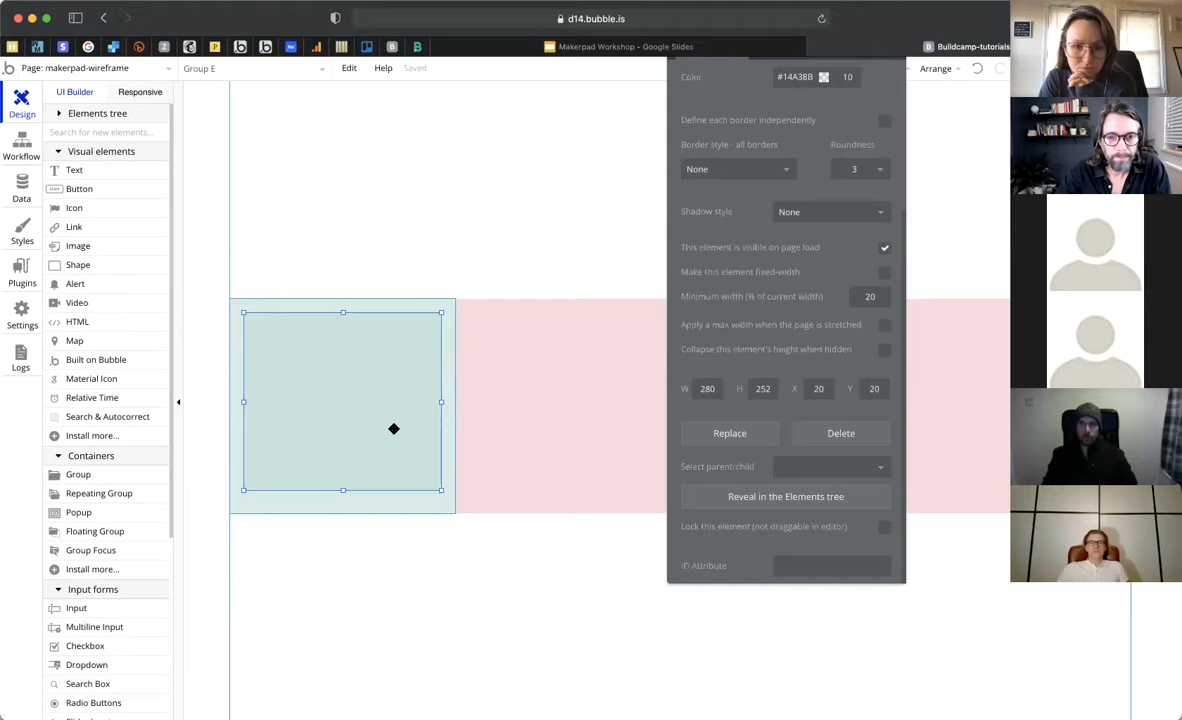 d14.bubble.is
Makerpad Workshop – Google Slides
Buildcamp-tutorials
Page: makerpad-wireframe
Group E
Edit
Help
Saved
Arrange
UI Builder
Responsive
Design
Workflow
Data
Styles
Plugins
Settings
Logs
Elements tree
Search for new elements...
Visual elements
Text
Button
Icon
Link
Image
Shape
Alert
Video
HTML
Map
Built on Bubble
Material Icon
Relative Time
Search & Autocorrect
Install more...
Containers
Group
Repeating Group
Popup
Floating Group
Group Focus
Install more...
Input forms
Input
Multiline Input
Checkbox
Dropdown
Search Box
Radio Buttons
Color #14A38B 10
Define each border independently
Border style - all borders Roundness
None 3
Shadow style None
This element is visible on page load
Make this element fixed-width
Minimum width (% of current width) 20
Apply a max width when the page is stretched
Collapse this element's height when hidden
W 280 H 252 X 20 Y 20
Replace Delete
Select parent/child
Reveal in the Elements tree
Lock this element (not draggable in editor)
ID Attribute